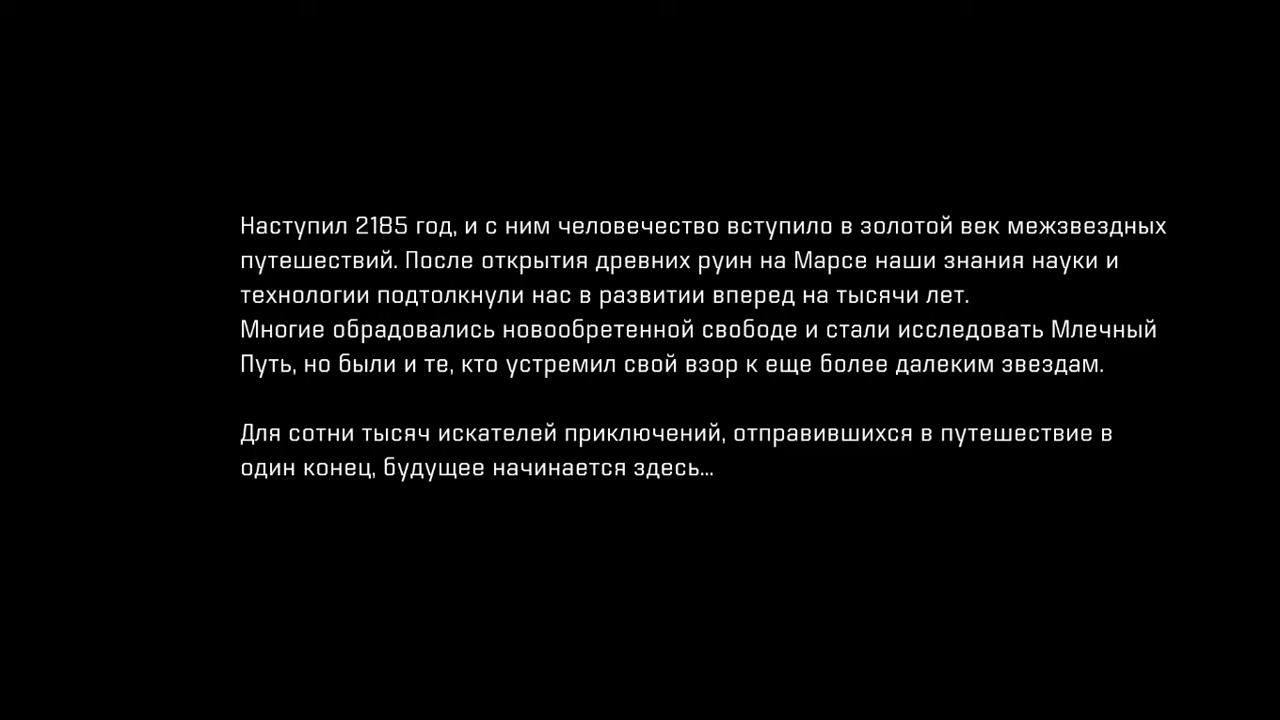 Наступил 2185 год, и с ним человечество вступило в золотой век межзвездных
путешествий. После открытия древних руин на Марсе наши знания науки и
технологии подтолкнули нас в развитии вперед на тысячи лет.
Многие обрадовались новообретенной свободе и стали исследовать Млечный
Путь, но были и те, кто устремил свой взор к еще более далеким звездам.
Для сотни тысяч искателей приключений, отправившихся в путешествие в
один конец, будущее начинается здесь...